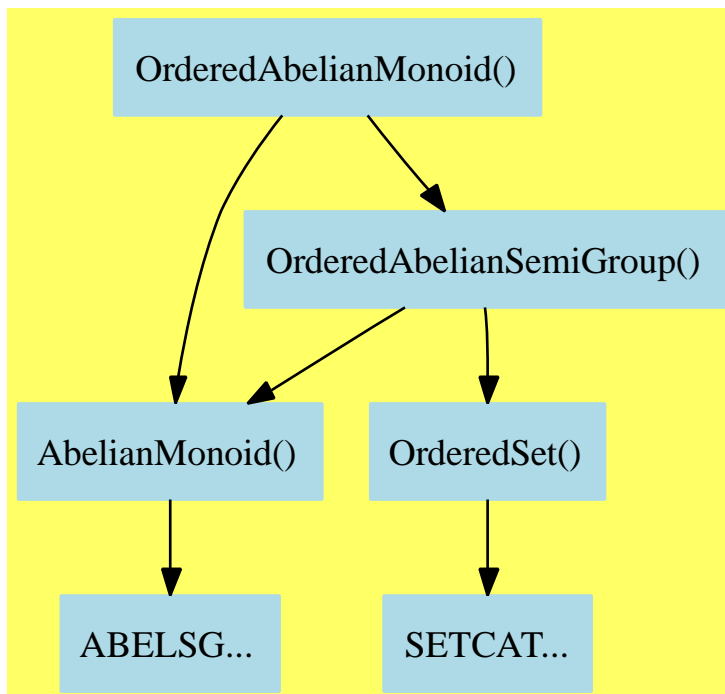 OrderedAbelianMonoid()
OrderedAbelianSemiGroup()
AbelianMonoid()
OrderedSet()
ABELSG...
SETCAT...